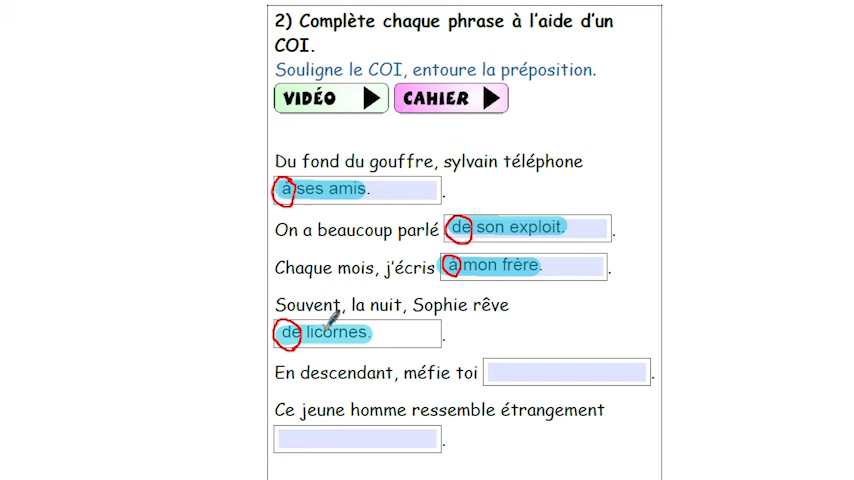 2) Complète chaque phrase à l'aide d'un
COI.
Souligne le COI, entoure la préposition.
VIDÉO CAHIER
Du fond du gouffre, sylvain téléphone
à ses amis. .
On a beaucoup parlé de son exploit. .
Chaque mois, j'écris à mon frère. .
Souvent, la nuit, Sophie rêve
de licornes. .
En descendant, méfie toi .
Ce jeune homme ressemble étrangement
.